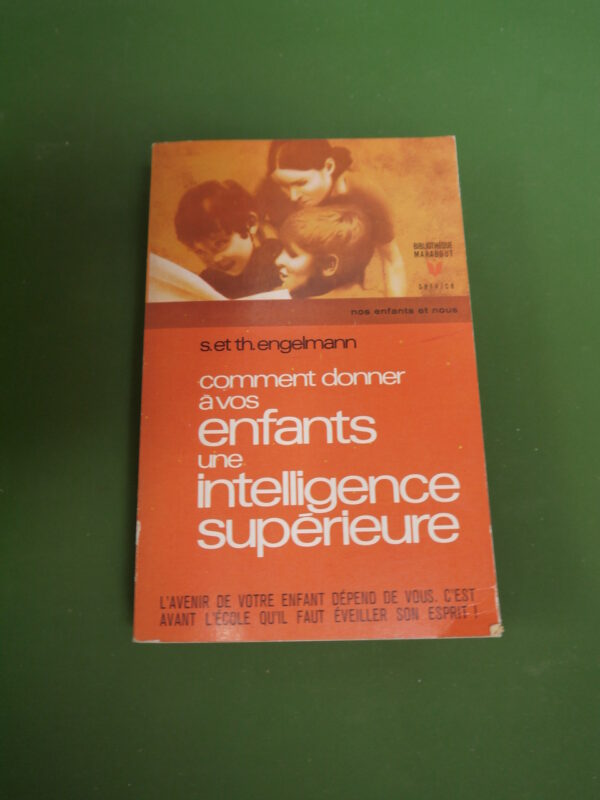 BIBLIOTHÈQUE
MARABOUT
SERVICE
nos enfants et nous
s. et th. engelmann
comment donner
à vos
enfants
une
intelligence
supérieure
L'AVENIR DE VOTRE ENFANT DÉPEND DE VOUS. C'EST
AVANT L'ÉCOLE QU'IL FAUT ÉVEILLER SON ESPRIT !